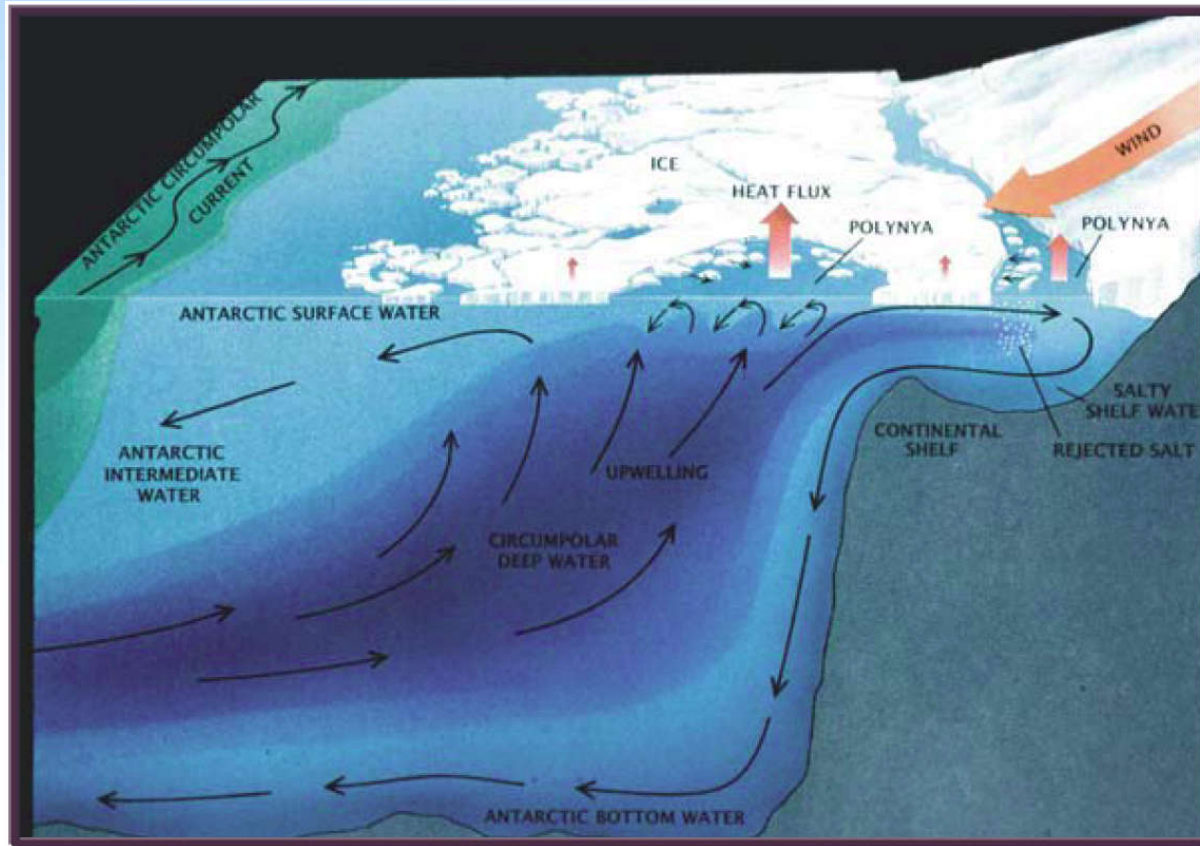 ANTARCTIC CIRCUMPOLAR
CURRENT
ICE
HEAT FLUX
WIND
POLYNYA
POLYNYA
ANTARCTIC SURFACE WATER
ANTARCTIC
INTERMEDIATE
WATER
UPWELLING
CIRCUMPOLAR
DEEP WATER
CONTINENTAL
SHELF
SALTY
SHELF WATE
REJECTED SALT
ANTARCTIC BOTTOM WATER